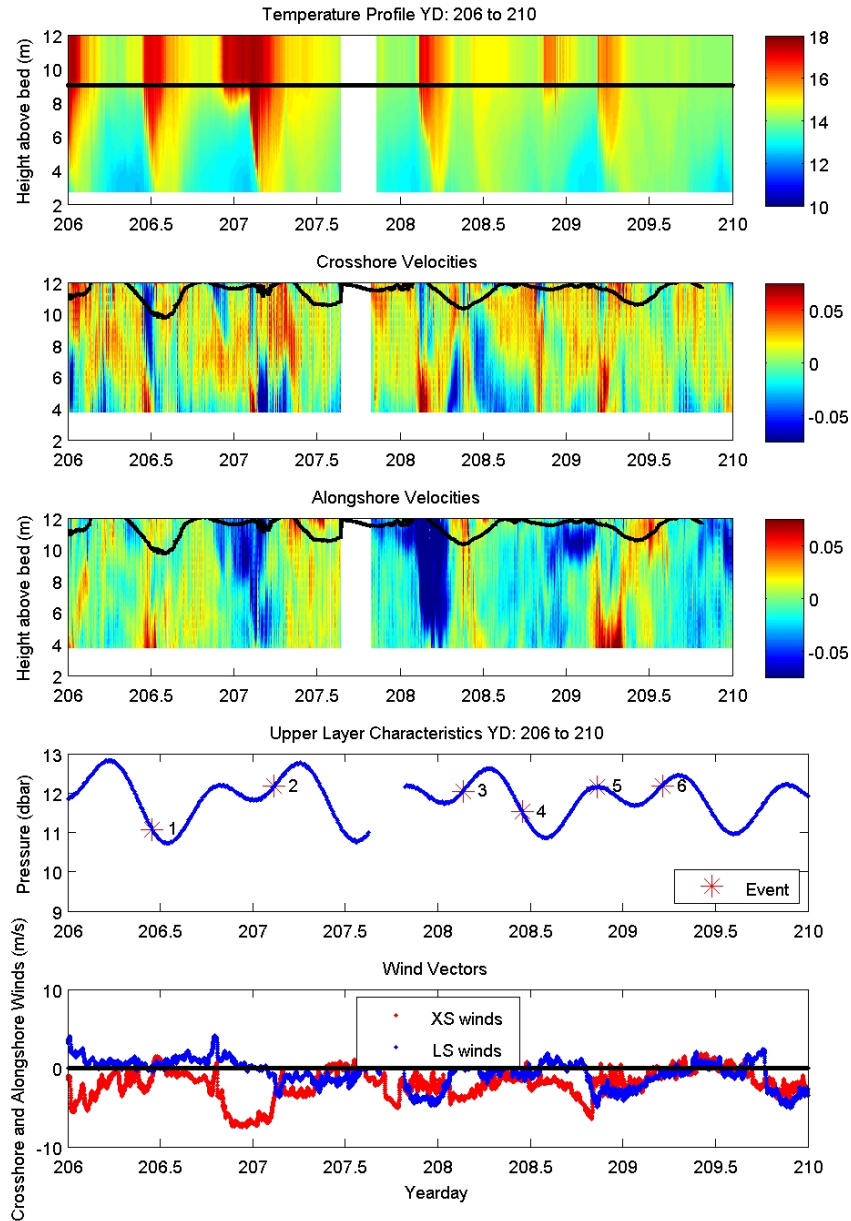 Temperature Profile YD: 206 to 210
Height above bed (m)
12
10
8
6
4
2
206 206.5 207 207.5 208 208.5 209 209.5 210
18
16
14
12
10
Crosshore Velocities
12
10
8
6
4
2
206 206.5 207 207.5 208 208.5 209 209.5 210
0.05
0
-0.05
Alongshore Velocities
Height above bed (m)
12
10
8
6
4
2
206 206.5 207 207.5 208 208.5 209 209.5 210
0.05
0
-0.05
Upper Layer Characteristics YD: 206 to 210
Pressure (dbar)
13
12
11
10
9
1
2
3
4
5
6
Event
206 206.5 207 207.5 208 208.5 209 209.5 210
Wind Vectors
Crosshore and Alongshore Winds (m/s)
10
0
-10
XS winds
LS winds
206 206.5 207 207.5 208 208.5 209 209.5 210
Yearday